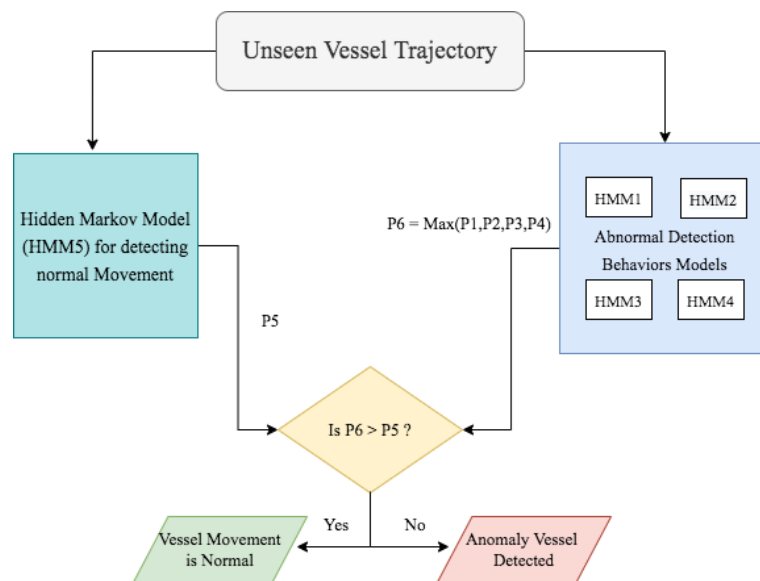 Unseen Vessel Trajectory
Hidden Markov Model
(HMM5) for detecting
normal Movement
P6 = Max(P1,P2,P3,P4)
HMM1
HMM2
Abnormal Detection
Behaviors Models
HMM3
HMM4
P5
Is P6 > P5 ?
Yes
No
Vessel Movement
is Normal
Anomaly Vessel
Detected